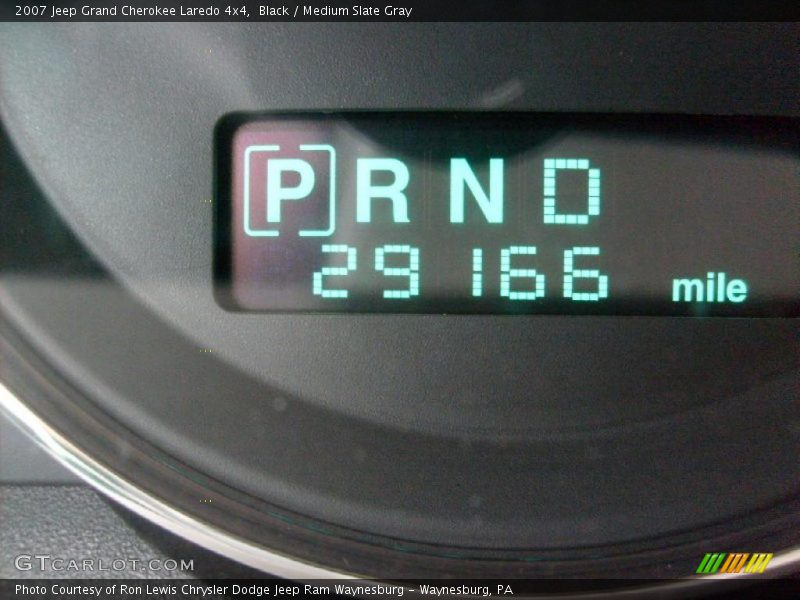 2007 Jeep Grand Cherokee Laredo 4x4,  Black / Medium Slate Gray
P R N D
29166 mile
GTCARLOT.COM
Photo Courtesy of Ron Lewis Chrysler Dodge Jeep Ram Waynesburg - Waynesburg, PA